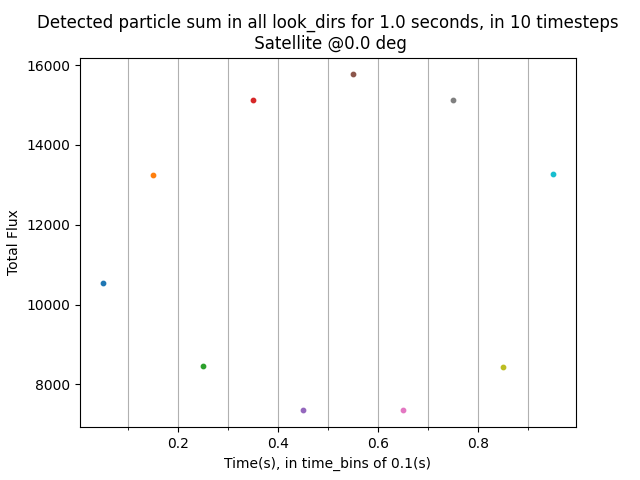 Detected particle sum in all look_dirs for 1.0 seconds, in 10 timesteps
Satellite @0.0 deg
16000
14000
12000
10000
8000
Total Flux
0.2 0.4 0.6 0.8
Time(s), in time_bins of 0.1(s)